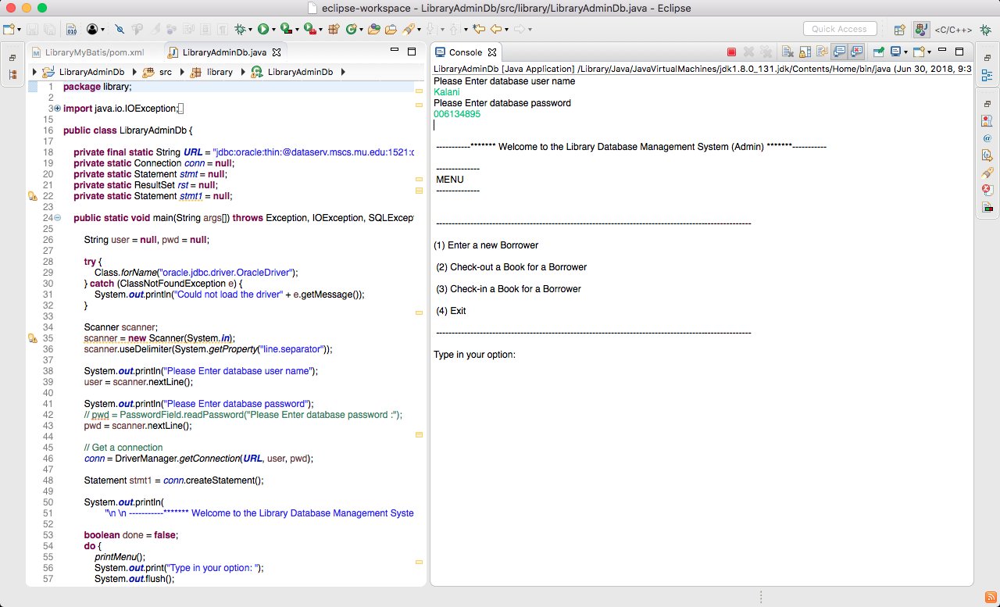 eclipse-workspace - LibraryAdminDb/src/library/LibraryAdminDb.java - Eclipse
Quick Access
<C/C++>
LibraryMyBatis/pom.xml
LibraryAdminDb.java
LibraryAdminDb
src
library
LibraryAdminDb
1 package library;
2
3 import java.io.IOException;
15
16 public class LibraryAdminDb {
17
18 private final static String URL = "jdbc:oracle:thin:@dataserv.mscs.mu.edu:1521:c
19 private static Connection conn = null;
20 private static Statement stmt = null;
21 private static ResultSet rst = null;
22 private static Statement stmt1 = null;
23
24 public static void main(String args[]) throws Exception, IOException, SQLExcept
25
26 String user = null, pwd = null;
27
28 try {
29 Class.forName("oracle.jdbc.driver.OracleDriver");
30 } catch (ClassNotFoundException e) {
31 System.out.println("Could not load the driver" + e.getMessage());
32 }
33
34 Scanner scanner;
35 scanner = new Scanner(System.in);
36 scanner.useDelimiter(System.getProperty("line.separator"));
37
38 System.out.println("Please Enter database user name");
39 user = scanner.nextLine();
40
41 System.out.println("Please Enter database password");
42 // pwd = PasswordField.readPassword("Please Enter database password :");
43 pwd = scanner.nextLine();
44
45 // Get a connection
46 conn = DriverManager.getConnection(URL, user, pwd);
47
48 Statement stmt1 = conn.createStatement();
49
50 System.out.println(
51 "\n \n -----------******* Welcome to the Library Database Management Syste
52
53 boolean done = false;
54 do {
55 printMenu();
56 System.out.print("Type in your option: ");
57 System.out.flush();
Console
LibraryAdminDb [Java Application] /Library/Java/JavaVirtualMachines/jdk1.8.0_131.jdk/Contents/Home/bin/java (Jun 30, 2018, 9:3
Please Enter database user name
Kalani
Please Enter database password
006134895
-----------******* Welcome to the Library Database Management System (Admin) *******-----------
--------------
MENU
--------------
-----------------------------------------------------------------------------------------------------
(1) Enter a new Borrower
(2) Check-out a Book for a Borrower
(3) Check-in a Book for a Borrower
(4) Exit
-----------------------------------------------------------------------------------------------------
Type in your option: